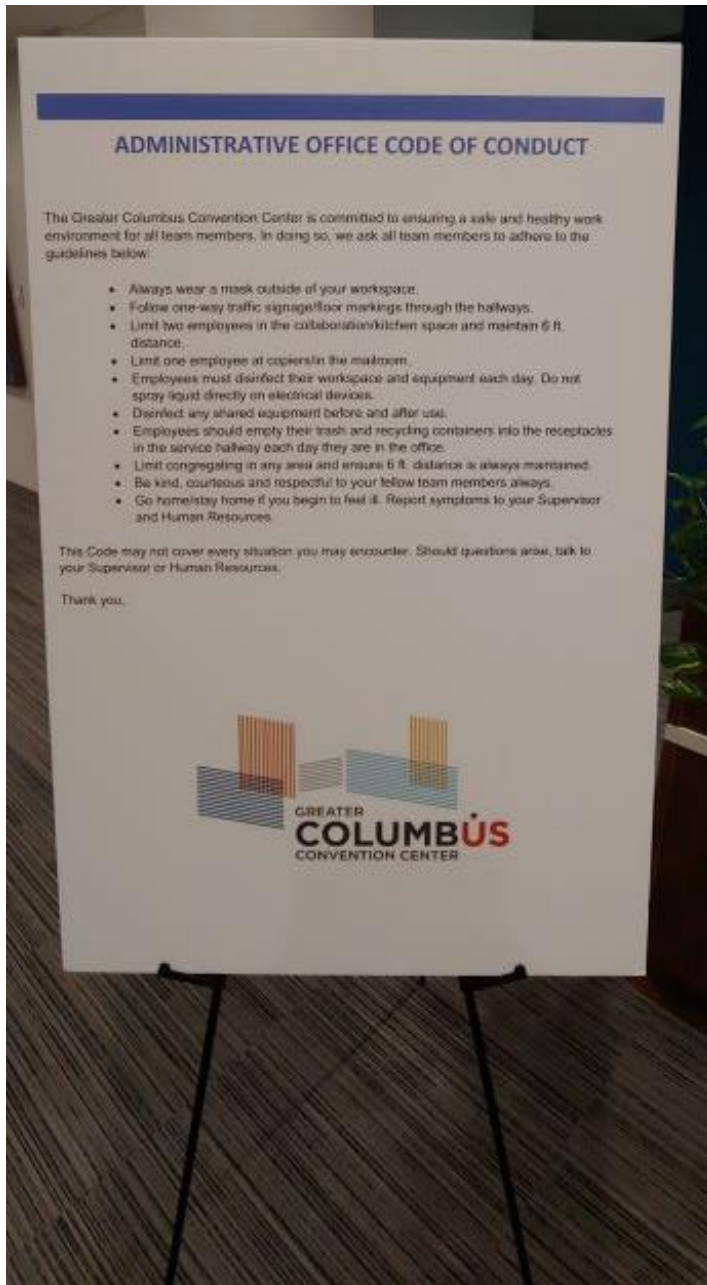 ADMINISTRATIVE OFFICE CODE OF CONDUCT
The Greater Columbus Convention Center is committed to ensuring a safe and healthy work
environment for all team members. In doing so, we ask all team members to adhere to the
guidelines below:
• Always wear a mask outside of your workspace.
• Follow one-way traffic signage/floor markings through the hallways.
• Limit two employees in the collaboration/kitchen space and maintain 6 ft.
distance.
• Limit one employee at copiers/in the mailroom.
• Employees must disinfect their workspace and equipment each day. Do not
spray liquid directly on electrical devices.
• Disinfect any shared equipment before and after use.
• Employees should empty their trash and recycling containers into the receptacles
in the service hallway each day they are in the office.
• Limit congregating in any area and ensure 6 ft. distance is always maintained.
• Be kind, courteous and respectful to your fellow team members always.
• Go home/stay home if you begin to feel ill. Report symptoms to your Supervisor
and Human Resources.
This Code may not cover every situation you may encounter. Should questions arise, talk to
your Supervisor or Human Resources.
Thank you,
GREATER
COLUMBUS
CONVENTION CENTER